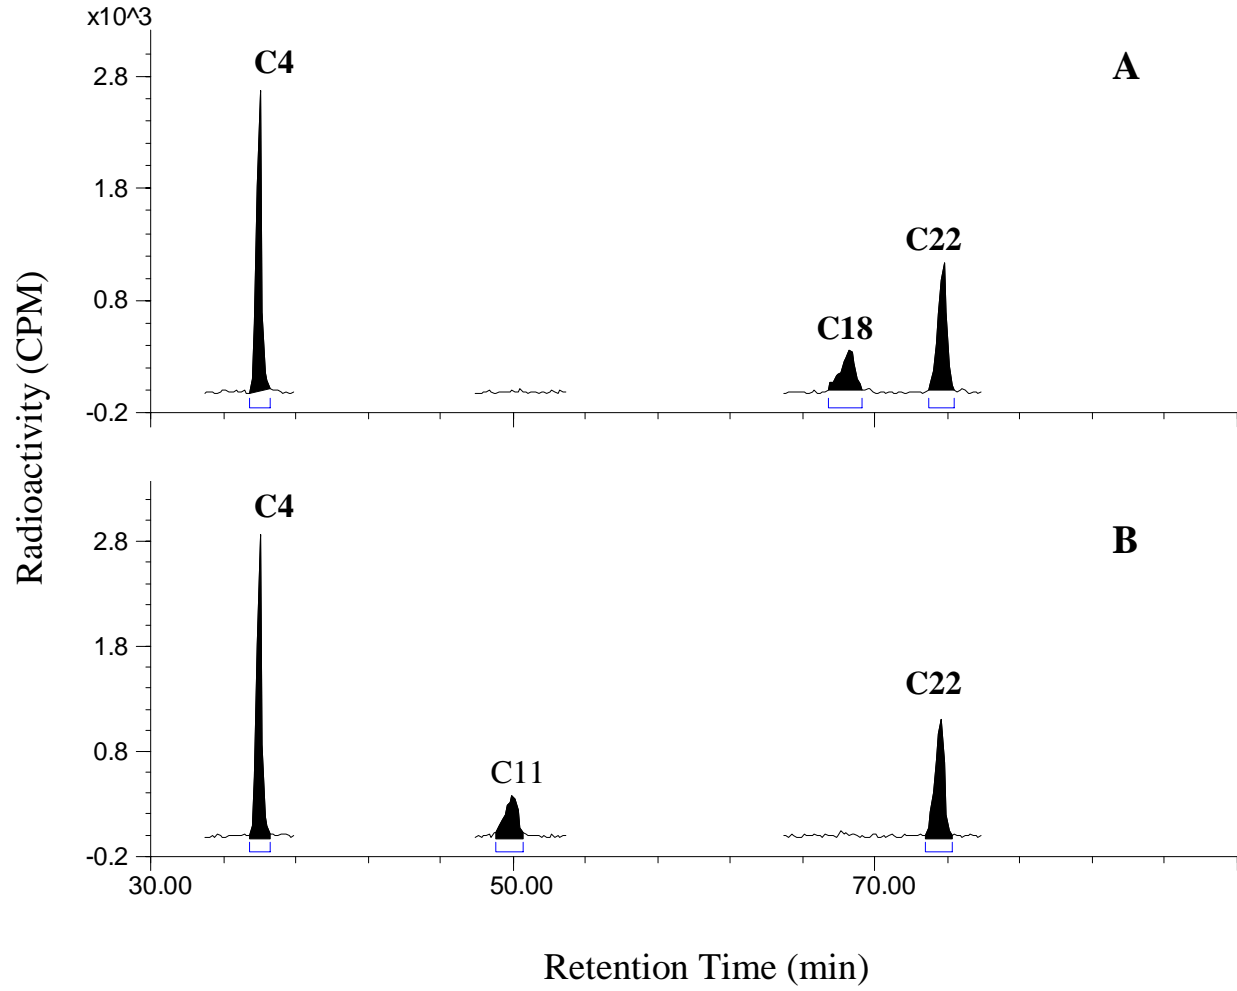 x10^3
C4
A
2.8
1.8
C22
0.8
C18
-0.2
Radioactivity (CPM)
C4
B
2.8
1.8
C22
0.8
C11
-0.2
30.00
50.00
70.00
Retention Time (min)